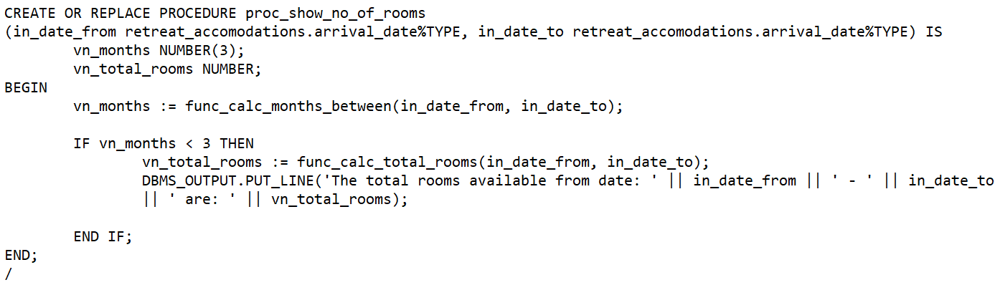 CREATE OR REPLACE PROCEDURE proc_show_no_of_rooms
(in_date_from retreat_accomodations.arrival_date%TYPE, in_date_to retreat_accomodations.arrival_date%TYPE) IS
        vn_months NUMBER(3);
        vn_total_rooms NUMBER;
BEGIN
        vn_months := func_calc_months_between(in_date_from, in_date_to);

        IF vn_months < 3 THEN
                vn_total_rooms := func_calc_total_rooms(in_date_from, in_date_to);
                DBMS_OUTPUT.PUT_LINE('The total rooms available from date: ' || in_date_from || ' - ' || in_date_to
                || ' are: ' || vn_total_rooms);

        END IF;
END;
/